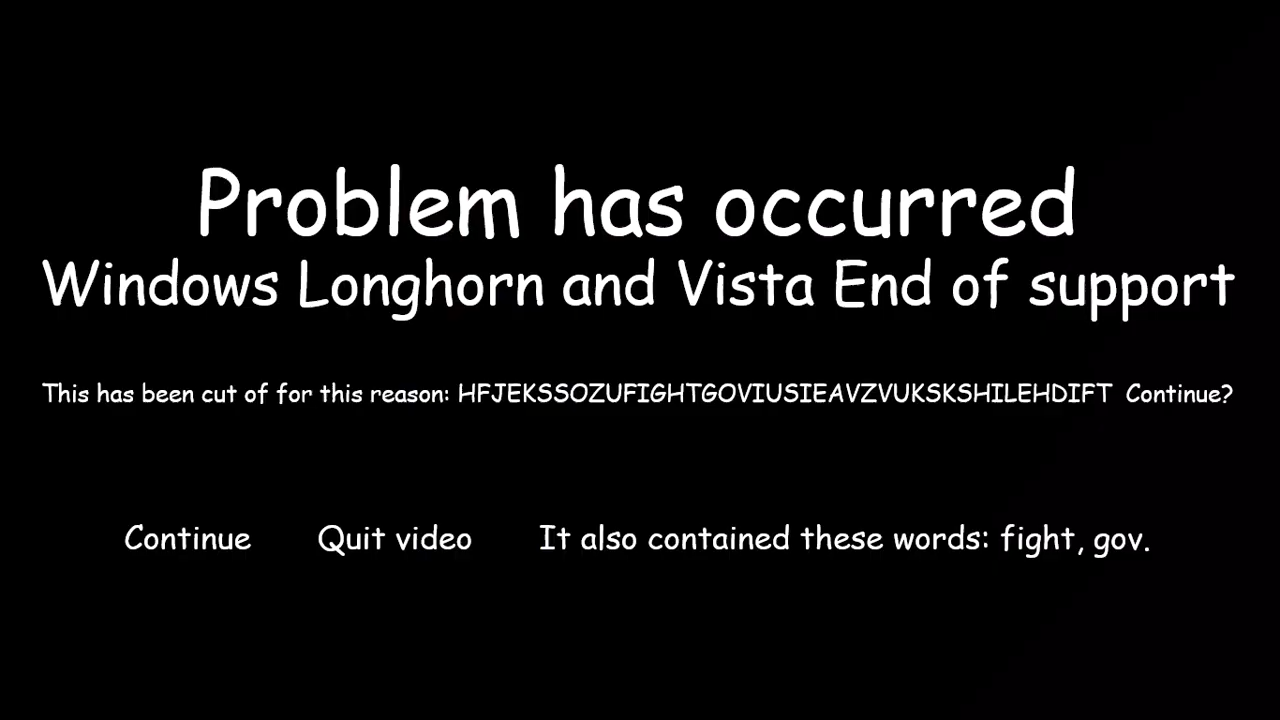 Problem has occurred
Windows Longhorn and Vista End of support
This has been cut of for this reason: HFJEKSSOZUFIGHTGOVIUSIEAVZVUKSKSHILEHDIFT Continue?
Continue Quit video It also contained these words: fight, gov.